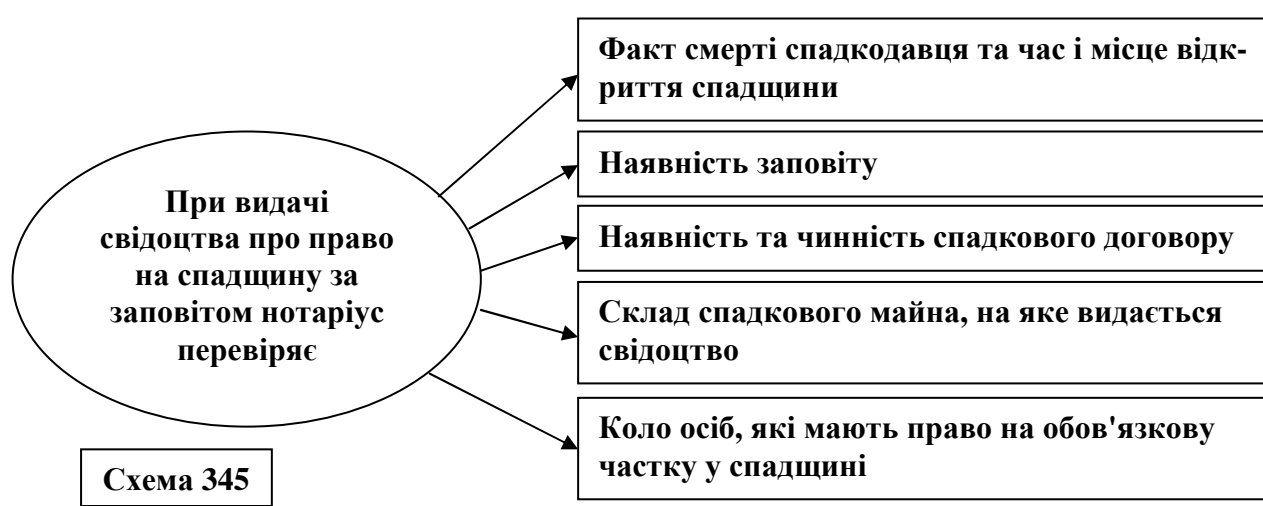 Факт смерті спадкодавця та час і місце відк-
риття спадщини
Наявність заповіту
При видачі
свідоцтва про право
на спадщину за
заповітом нотаріус
перевіряє
Наявність та чинність спадкового договору
Склад спадкового майна, на яке видається
свідоцтво
Коло осіб, які мають право на обов'язкову
частку у спадщині
Схема 345